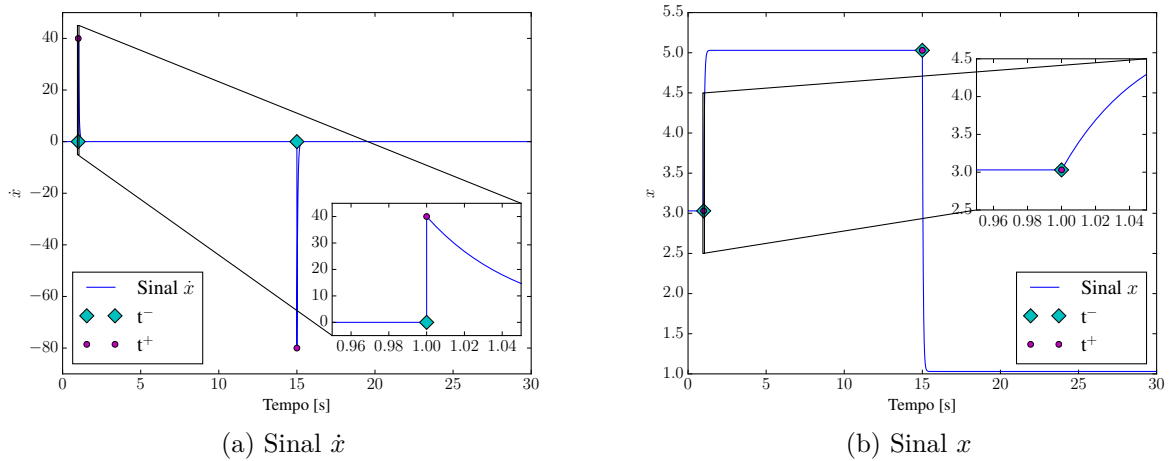 40
20
0
−20
−40
−60
−80
ẋ
0 5 10 15 20 25 30
Tempo [s]
Sinal ẋ
t⁻
t⁺
40
30
20
10
0
0.96 0.98 1.00 1.02 1.04
(a) Sinal ẋ
5.0
4.5
4.0
3.5
3.0
2.5
2.0
1.5
1.0
x
0 5 10 15 20 25 30
Tempo [s]
4.5
4.0
3.5
3.0
2.5
0.96 0.98 1.00 1.02 1.04
Sinal x
t⁻
t⁺
(b) Sinal x